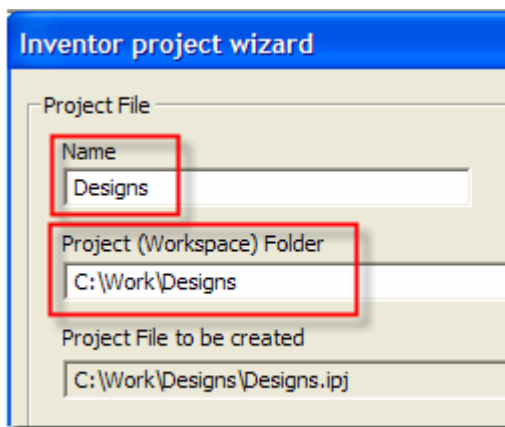 Inventor project wizard
Project File
Name
Designs
Project (Workspace) Folder
C:\Work\Designs
Project File to be created
C:\Work\Designs\Designs.ipj